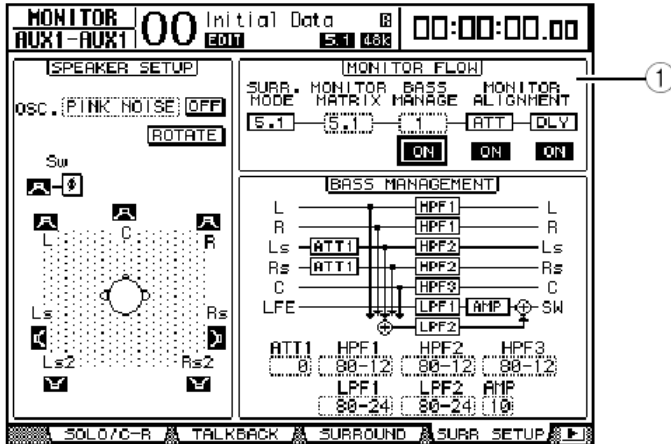 MONITOR
AUX1-AUX1
00
Initial Data
EDIT
5.1 48k
00:00:00.00
SPEAKER SETUP
OSC. PINK NOISE OFF
ROTATE
Sw
Ø
L C R
Ls Rs
Ls2 Rs2
MONITOR FLOW
SURR. MODE
MONITOR MATRIX
BASS MANAGE
MONITOR ALIGNMENT
5.1 5.1 1 ATT DLY
ON ON ON
1
BASS MANAGEMENT
L HPF1 L
R HPF1 R
Ls ATT1 HPF2 Ls
Rs ATT1 HPF2 Rs
C HPF3 C
LFE LPF1 AMP SW
LPF2
ATT1 HPF1 HPF2 HPF3
0 80-12 80-12 80-12
LPF1 LPF2 AMP
80-24 80-24 10
SOLO/C-R TALKBACK SURROUND SURR SETUP